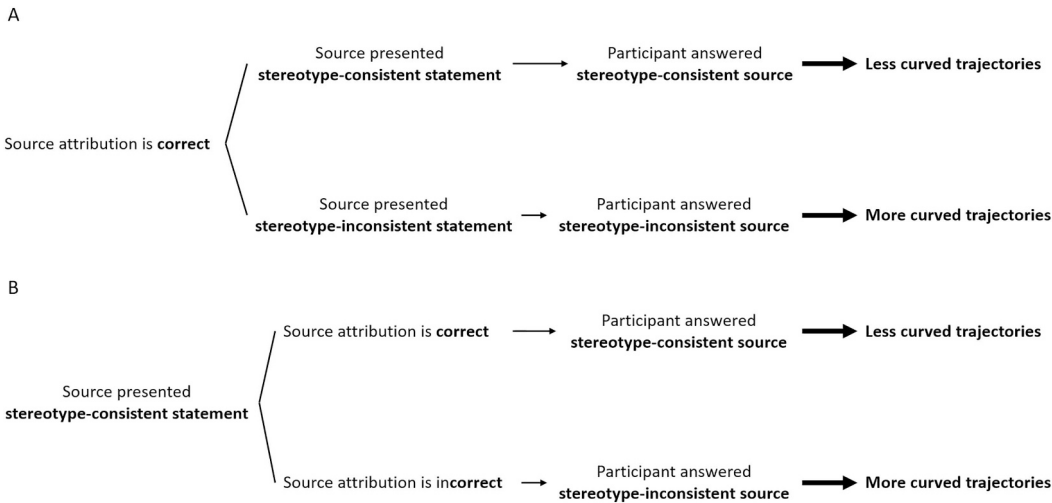 A
Source presented
stereotype-consistent statement
Participant answered
stereotype-consistent source
Less curved trajectories
Source attribution is correct
Source presented
stereotype-inconsistent statement
Participant answered
stereotype-inconsistent source
More curved trajectories
B
Source attribution is correct
Participant answered
stereotype-consistent source
Less curved trajectories
Source presented
stereotype-consistent statement
Source attribution is incorrect
Participant answered
stereotype-inconsistent source
More curved trajectories